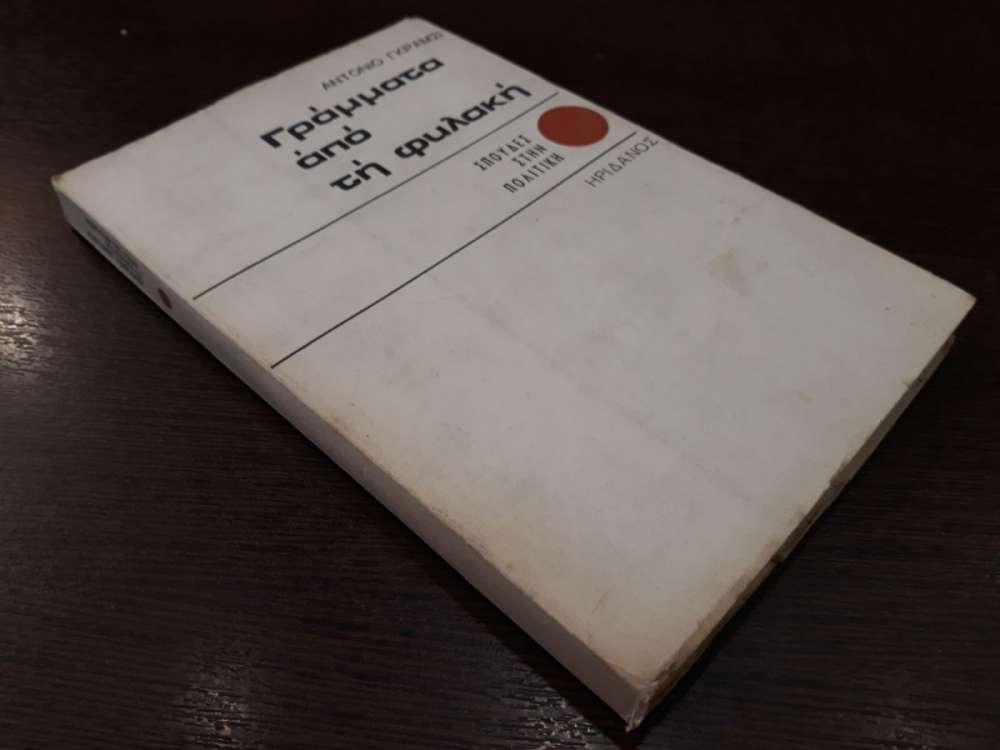 ΑΝΤΟΝΙΟ ΓΚΡΑΜΣΙ
Γράμματα
ἀπό
τή φυλακή
ΣΠΟΥΔΕΣ
ΣΤΗΝ
ΠΟΛΙΤΙΚΗ
ΗΡΙΔΑΝΟΣ